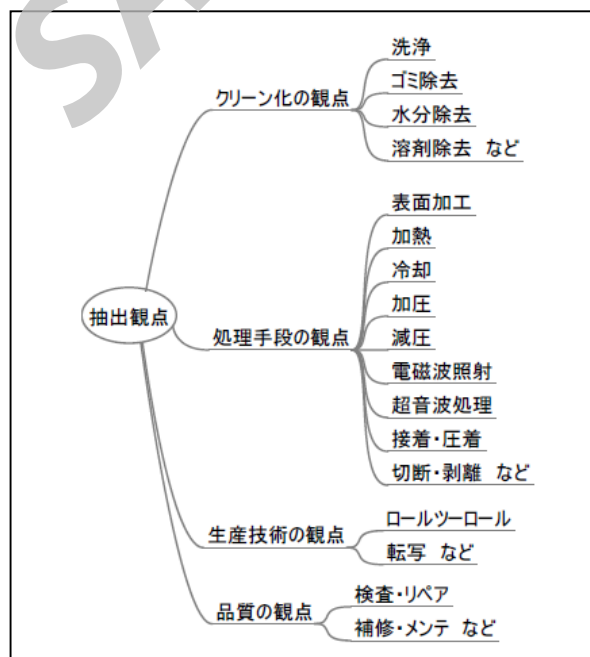 SA
抽出観点
クリーン化の観点
洗浄
ゴミ除去
水分除去
溶剤除去 など
処理手段の観点
表面加工
加熱
冷却
加圧
減圧
電磁波照射
超音波処理
接着・圧着
切断・剥離 など
生産技術の観点
ロールツーロール
転写 など
品質の観点
検査・リペア
補修・メンテ など